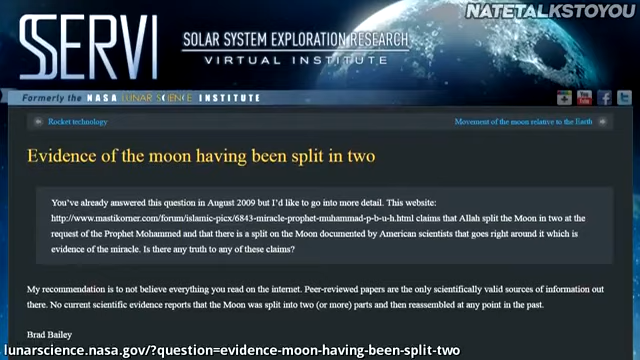 NATETALKSTOYOU
SSERVI
SOLAR SYSTEM EXPLORATION RESEARCH
VIRTUAL INSTITUTE
Formerly the NASA LUNAR SCIENCE INSTITUTE
Rocket technology
Movement of the moon relative to the Earth
Evidence of the moon having been split in two
You've already answered this question in August 2009 but I'd like to go into more detail. This website:
http://www.mastikorner.com/forum/islamic-picx/6843-miracle-prophet-muhammad-p-b-u-h.html claims that Allah split the Moon in two at the
request of the Prophet Mohammed and that there is a split on the Moon documented by American scientists that goes right around it which is
evidence of the miracle. Is there any truth to any of these claims?
My recommendation is to not believe everything you read on the internet. Peer-reviewed papers are the only scientifically valid sources of information out
there. No current scientific evidence reports that the Moon was split into two (or more) parts and then reassembled at any point in the past.
Brad Bailey
lunarscience.nasa.gov/?question=evidence-moon-having-been-split-two